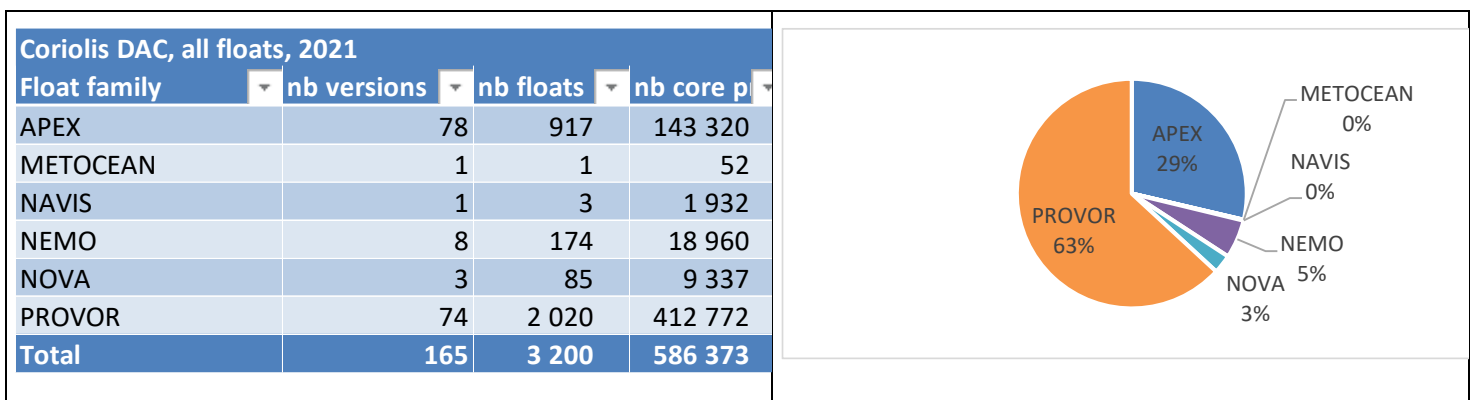 Coriolis DAC, all floats, 2021
Float family nb versions nb floats nb core p
APEX 78 917 143 320
METOCEAN 1 1 52
NAVIS 1 3 1 932
NEMO 8 174 18 960
NOVA 3 85 9 337
PROVOR 74 2 020 412 772
Total 165 3 200 586 373
METOCEAN
0%
APEX
29%
NAVIS
0%
PROVOR
63%
NEMO
5%
NOVA
3%